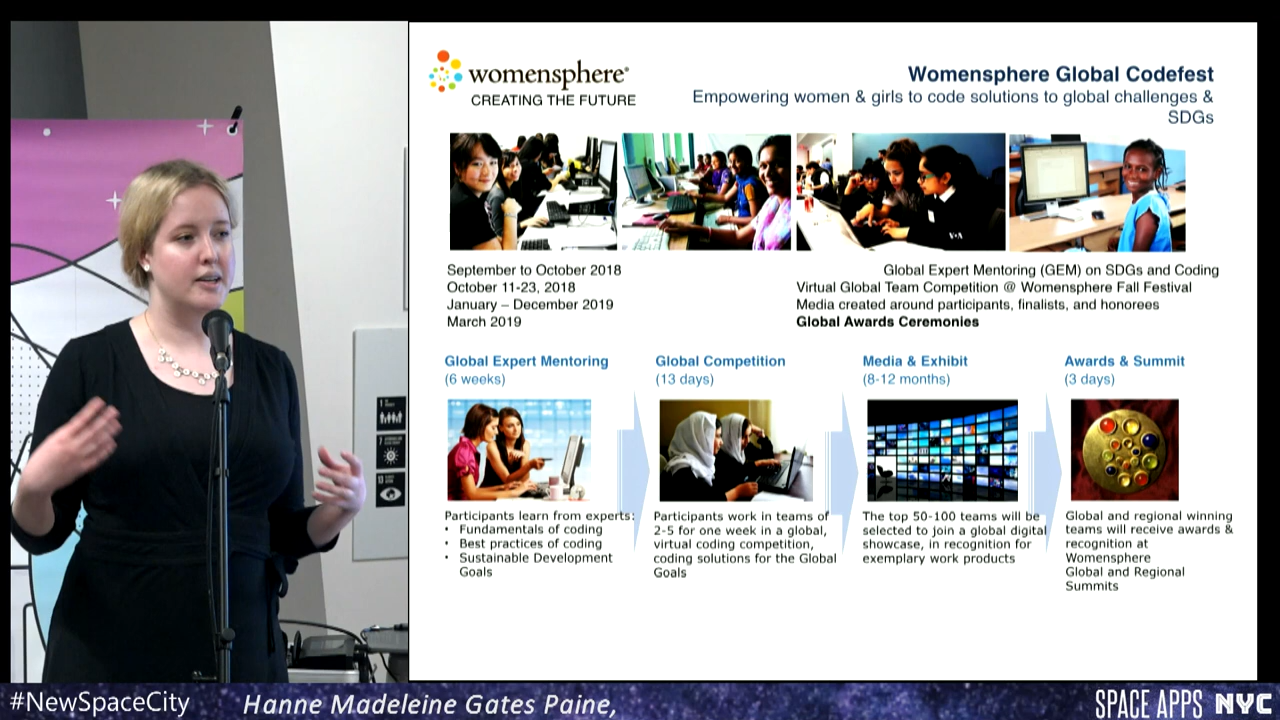 womensphere®
CREATING THE FUTURE
Womensphere Global Codefest
Empowering women & girls to code solutions to global challenges &
SDGs
September to October 2018
Global Expert Mentoring (GEM) on SDGs and Coding
October 11-23, 2018
Virtual Global Team Competition @ Womensphere Fall Festival
January – December 2019
Media created around participants, finalists, and honorees
March 2019
Global Awards Ceremonies
Global Expert Mentoring
(6 weeks)
Participants learn from experts:
• Fundamentals of coding
• Best practices of coding
• Sustainable Development
Goals
Global Competition
(13 days)
Participants work in teams of
2-5 for one week in a global,
virtual coding competition,
coding solutions for the Global
Goals
Media & Exhibit
(8-12 months)
The top 50-100 teams will be
selected to join a global digital
showcase, in recognition for
exemplary work products
Awards & Summit
(3 days)
Global and regional winning
teams will receive awards &
recognition at
Womensphere
Global and Regional
Summits
#NewSpaceCity
Hanne Madeleine Gates Paine,
SPACE APPS NYC